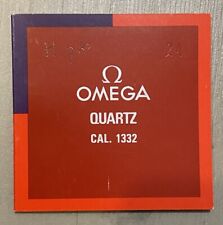 Ω
OMEGA
QUARTZ
CAL. 1332